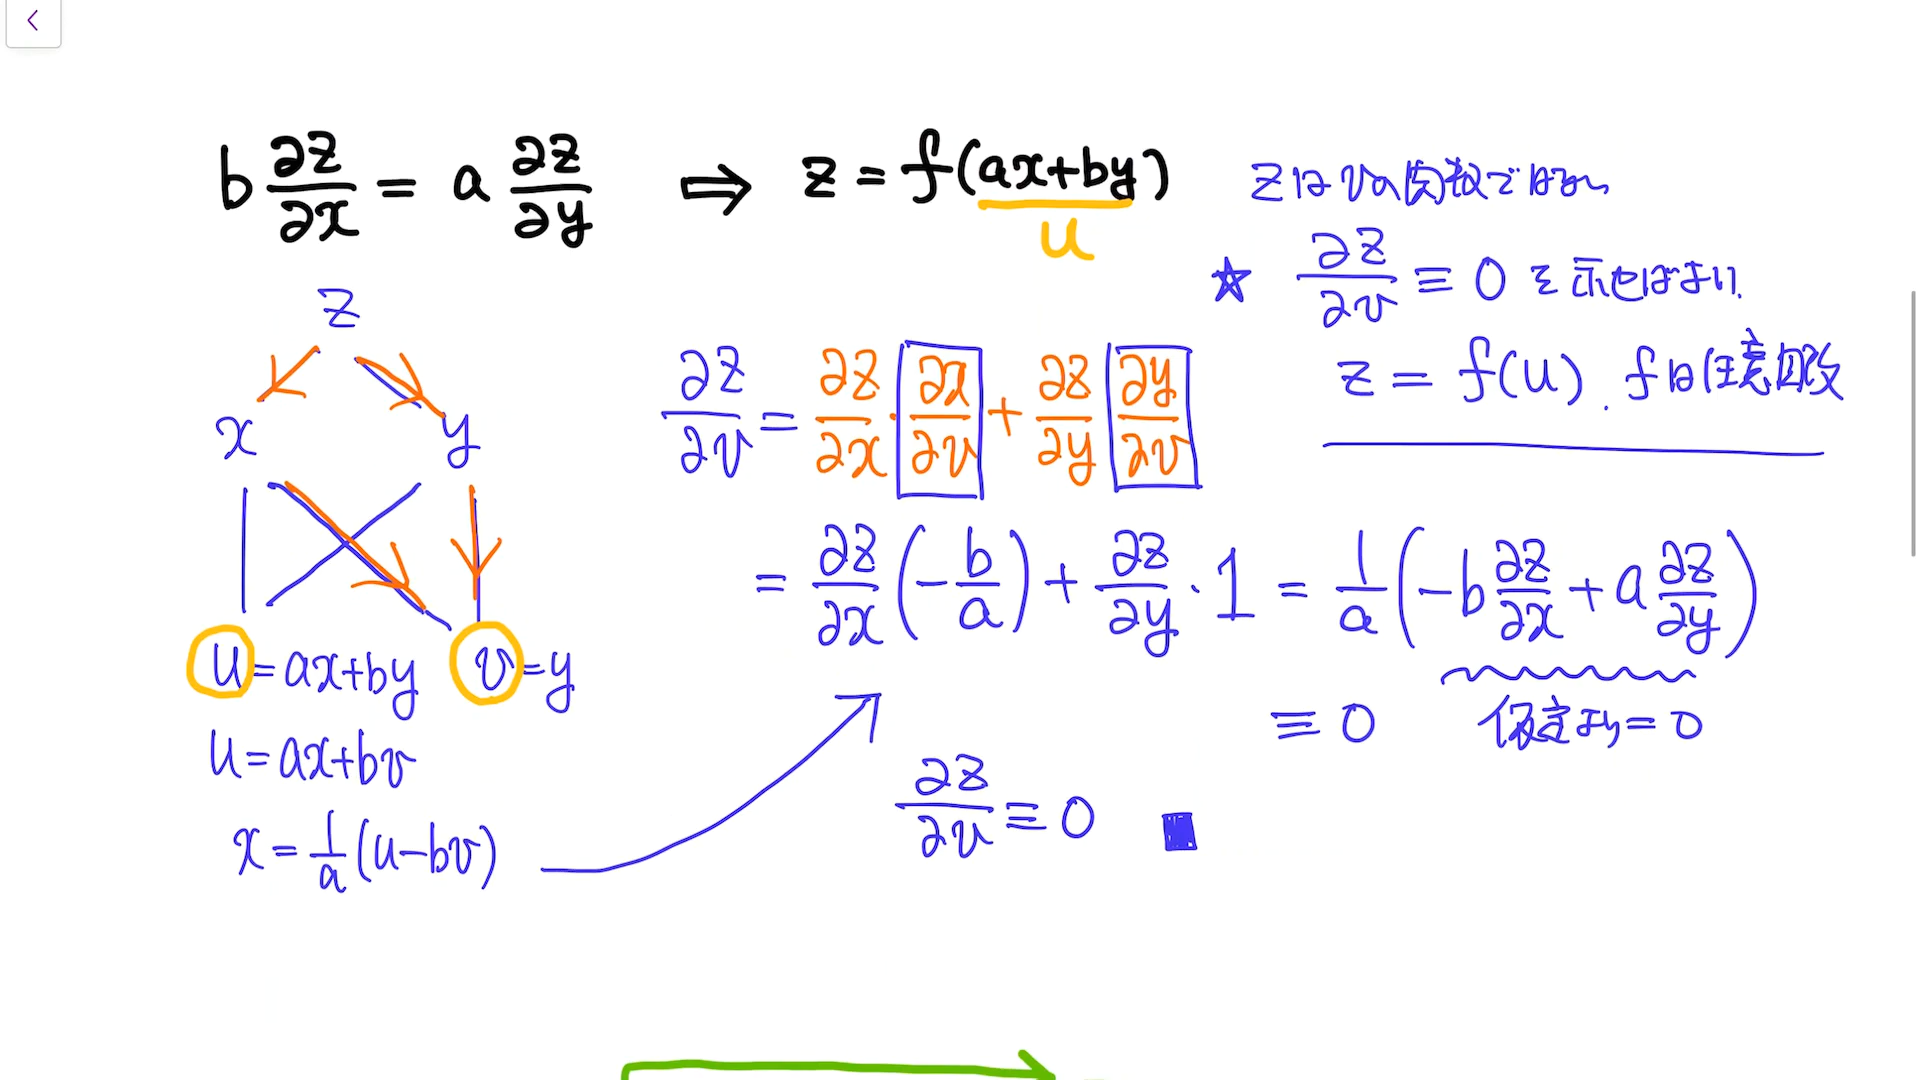 b ∂z/∂x = a ∂z/∂y ⇒ z = f(ax+by)
u
zはvの関数ではない
☆ ∂z/∂v ≡ 0 を示せばよい.
z = f(u). fは任意関数
z
x y
u=ax+by v=y
u=ax+bv
x=1/a(u-bv)
∂z/∂v = ∂z/∂x・∂x/∂v + ∂z/∂y ∂y/∂v
= ∂z/∂x(-b/a) + ∂z/∂y・1 = 1/a(-b ∂z/∂x + a ∂z/∂y)
≡ 0 仮定より=0
∂z/∂v ≡ 0 ■